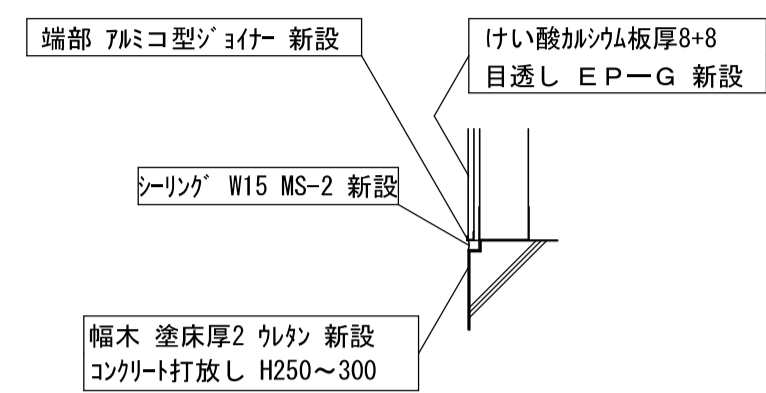 端部 アルミコ型ジョイナー 新設
けい酸カルシウム板厚8+8
目透し EP－G 新設
シーリング W15 MS-2 新設
幅木 塗床厚2 ウレタン 新設
コンクリート打放し H250～300